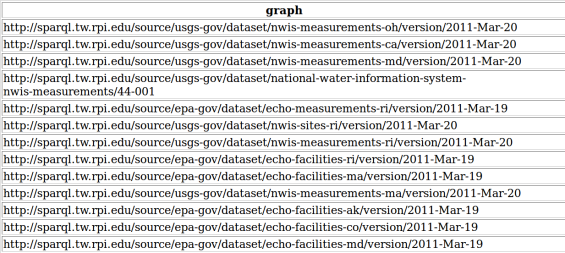 graph
http://sparql.tw.rpi.edu/source/usgs-gov/dataset/nwis-measurements-oh/version/2011-Mar-20
http://sparql.tw.rpi.edu/source/usgs-gov/dataset/nwis-measurements-ca/version/2011-Mar-20
http://sparql.tw.rpi.edu/source/usgs-gov/dataset/nwis-measurements-md/version/2011-Mar-20
http://sparql.tw.rpi.edu/source/usgs-gov/dataset/national-water-information-system-
nwis-measurements/44-001
http://sparql.tw.rpi.edu/source/epa-gov/dataset/echo-measurements-ri/version/2011-Mar-19
http://sparql.tw.rpi.edu/source/usgs-gov/dataset/nwis-sites-ri/version/2011-Mar-20
http://sparql.tw.rpi.edu/source/usgs-gov/dataset/nwis-measurements-ri/version/2011-Mar-20
http://sparql.tw.rpi.edu/source/epa-gov/dataset/echo-facilities-ri/version/2011-Mar-19
http://sparql.tw.rpi.edu/source/epa-gov/dataset/echo-facilities-ma/version/2011-Mar-19
http://sparql.tw.rpi.edu/source/usgs-gov/dataset/nwis-measurements-ma/version/2011-Mar-20
http://sparql.tw.rpi.edu/source/epa-gov/dataset/echo-facilities-ak/version/2011-Mar-19
http://sparql.tw.rpi.edu/source/epa-gov/dataset/echo-facilities-co/version/2011-Mar-19
http://sparql.tw.rpi.edu/source/epa-gov/dataset/echo-facilities-md/version/2011-Mar-19